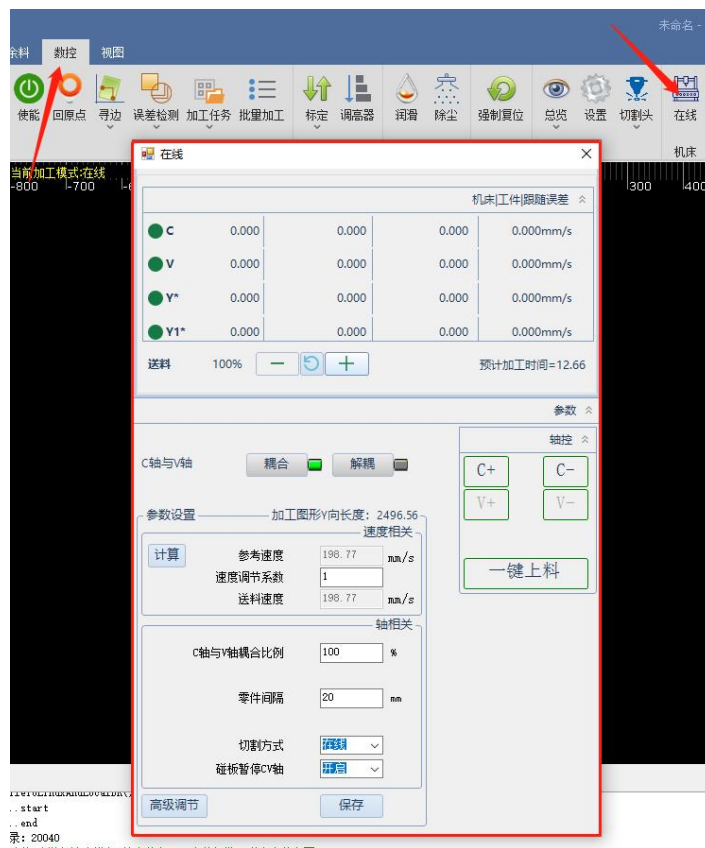 未命名 -
余料 数控 视图
使能 回原点 寻边 误差检测 加工任务 批量加工 标定 调高器 润滑 除尘 强制复位 总览 设置 切割头 在线
机床
当前加工模式:在线
-800 -700 300 400
在线
机床|工件|跟随误差
C 0.000 0.000 0.000 0.000mm/s
V 0.000 0.000 0.000 0.000mm/s
Y* 0.000 0.000 0.000 0.000mm/s
Y1* 0.000 0.000 0.000 0.000mm/s
送料 100% 预计加工时间=12.66
参数
轴控
C轴与V轴 耦合 解耦
C+ C-
V+ V-
一键上料
参数设置 加工图形Y向长度: 2496.56
速度相关
计算 参考速度 198.77 mm/s
速度调节系数 1
送料速度 198.77 mm/s
轴相关
C轴与V轴耦合比例 100 %
零件间隔 20 mm
切割方式 在线
碰板暂停CV轴 开启
高级调节 保存
..start
..end
录: 20040